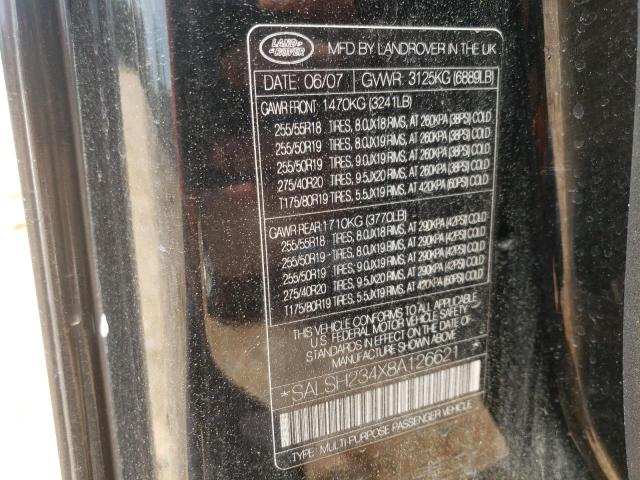 LAND ROVER
MFD BY LANDROVER IN THE UK
DATE: 06/07 GVWR: 3125KG (6889LB)
GAWR FRONT: 1470KG (3241LB)
255/55R18 TIRES, 8.0JX18 RIMS, AT 260KPA (38PSI) COLD
255/50R19 TIRES, 8.0JX19 RIMS, AT 260KPA (38PSI) COLD
255/50R19 TIRES, 9.0JX19 RIMS, AT 260KPA (38PSI) COLD
275/40R20 TIRES, 9.5JX20 RIMS, AT 260KPA (38PSI) COLD
T175/80R19 TIRES, 5.5JX19 RIMS, AT 420KPA (60PSI) COLD
GAWR REAR 1710KG (3770LB)
255/55R18 TIRES, 8.0JX18 RIMS, AT 290KPA (42PSI) COLD
255/50R19 TIRES, 8.0JX19 RIMS, AT 290KPA (42PSI) COLD
255/50R19 TIRES, 9.0JX19 RIMS, AT 290KPA (42PSI) COLD
275/40R20 TIRES, 9.5JX20 RIMS, AT 290KPA (42PSI) COLD
T175/80R19 TIRES, 5.5JX19 RIMS, AT 420KPA (60PSI) COLD
THIS VEHICLE CONFORMS TO ALL APPLICABLE
U.S. FEDERAL MOTOR VEHICLE SAFETY
STANDARDS IN EFFECT ON THE DATE OF
MANUFACTURE SHOWN ABOVE.
*SALSH234X8A126621*
TYPE: MULTI-PURPOSE PASSENGER VEHICLE